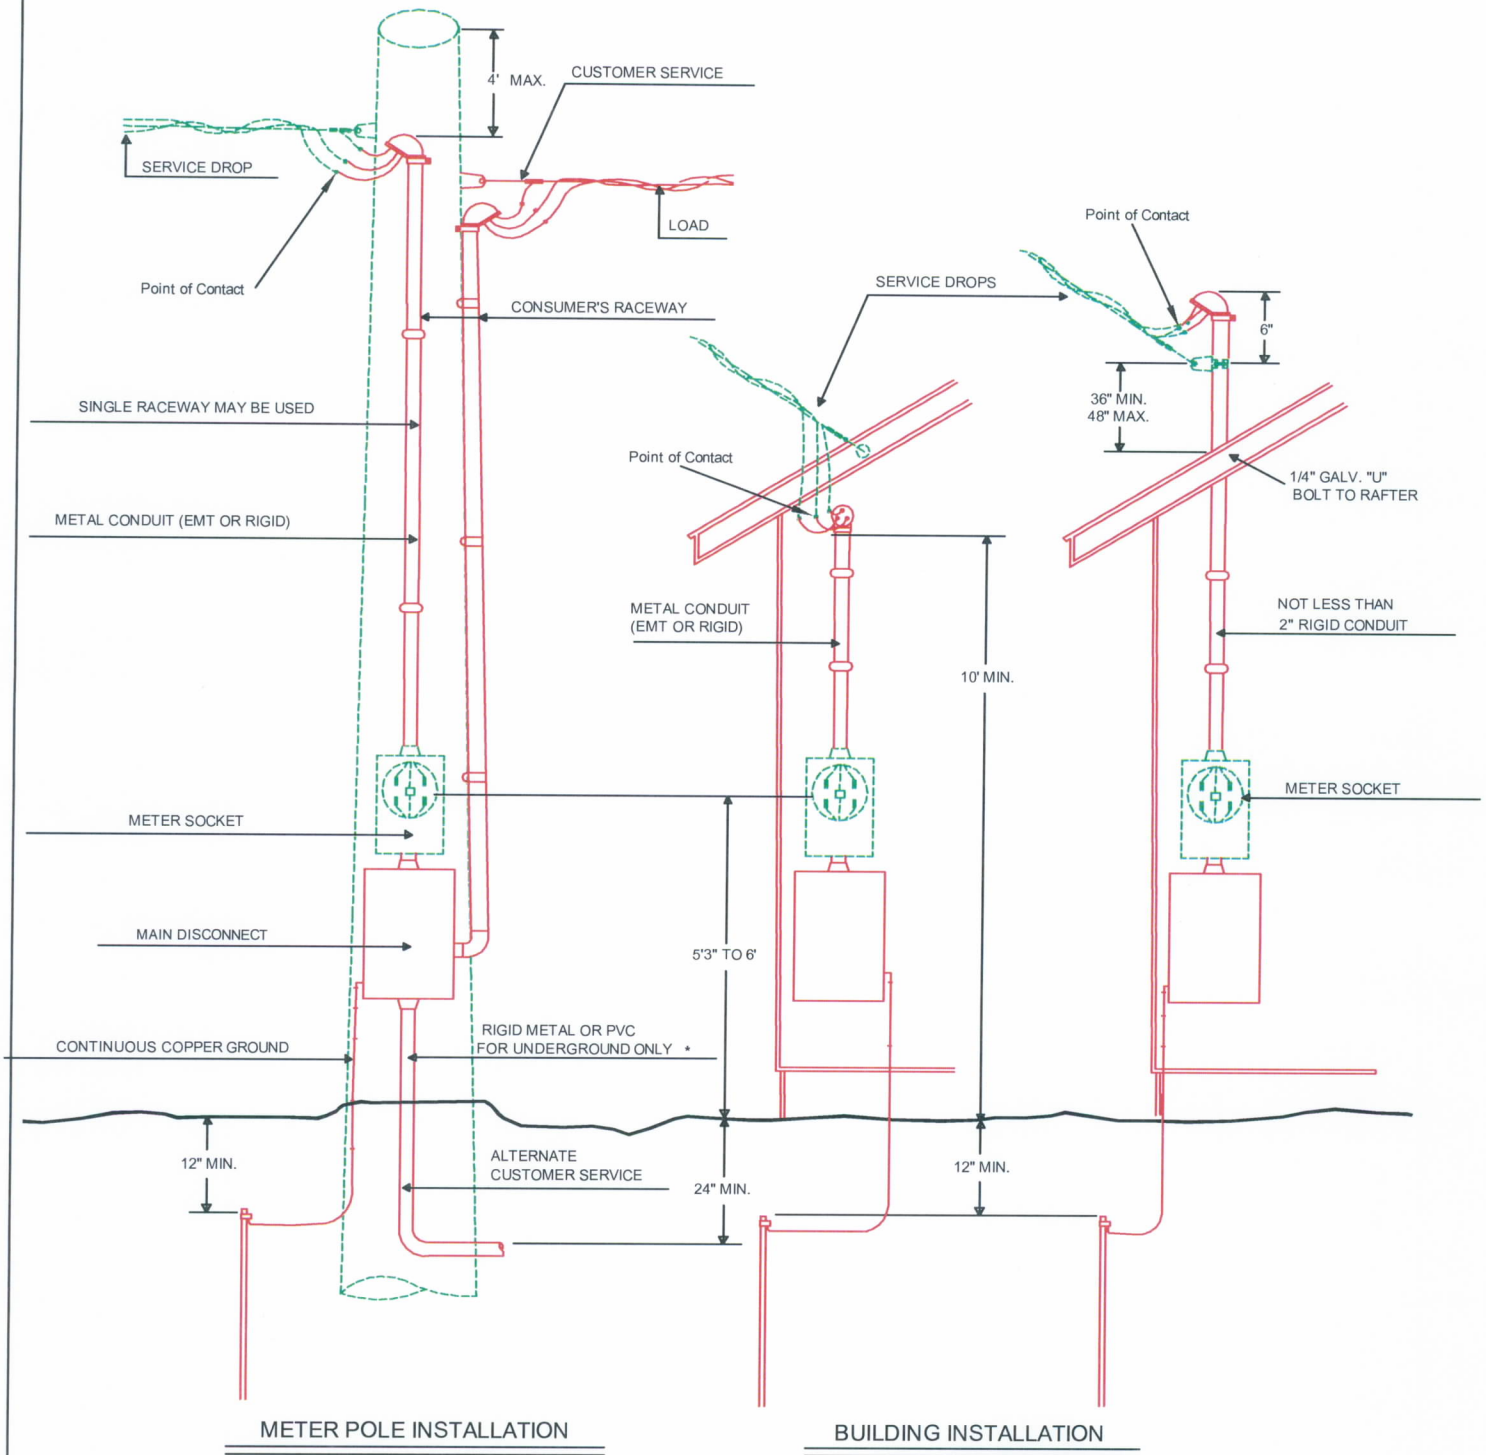 4' MAX.
CUSTOMER SERVICE
SERVICE DROP
LOAD
Point of Contact
CONSUMER'S RACEWAY
SINGLE RACEWAY MAY BE USED
METAL CONDUIT (EMT OR RIGID)
METER SOCKET
MAIN DISCONNECT
CONTINUOUS COPPER GROUND
RIGID METAL OR PVC
FOR UNDERGROUND ONLY *
12" MIN.
ALTERNATE
CUSTOMER SERVICE
24" MIN.
5'3" TO 6'
METER POLE INSTALLATION
SERVICE DROPS
Point of Contact
METAL CONDUIT
(EMT OR RIGID)
10' MIN.
12" MIN.
Point of Contact
6"
36" MIN.
48" MAX.
1/4" GALV. "U"
BOLT TO RAFTER
NOT LESS THAN
2" RIGID CONDUIT
METER SOCKET
BUILDING INSTALLATION